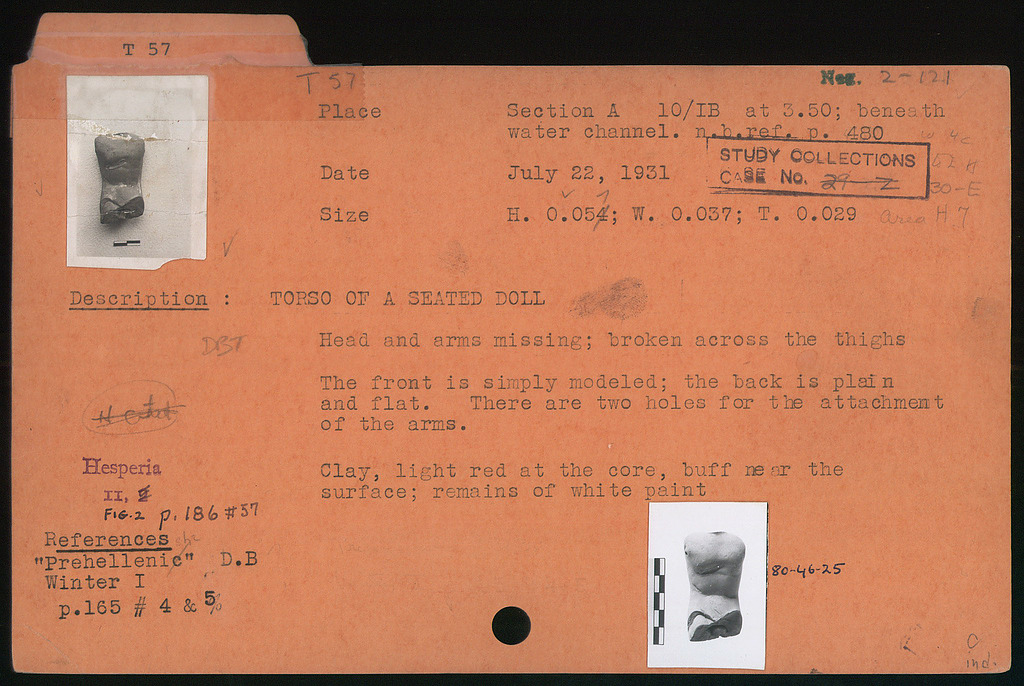 T 57
T 57
Neg. 2-121
Place Section A 10/IB at 3.50; beneath
water channel. n.b.ref. p. 480
STUDY COLLECTIONS
CASE No. 29-Z
30-E
Area H 7
Date July 22, 1931
Size H. 0.054; W. 0.037; T. 0.029
Description : TORSO OF A SEATED DOLL
DBT
Head and arms missing; broken across the thighs
The front is simply modeled; the back is plain
and flat. There are two holes for the attachment
of the arms.
Clay, light red at the core, buff near the
surface; remains of white paint
Hesperia
II,
FIG.2 p.186 #57
References
"Prehellenic" D.B
Winter I
p.165 # 4 & 5
80-46-25
C
ind.